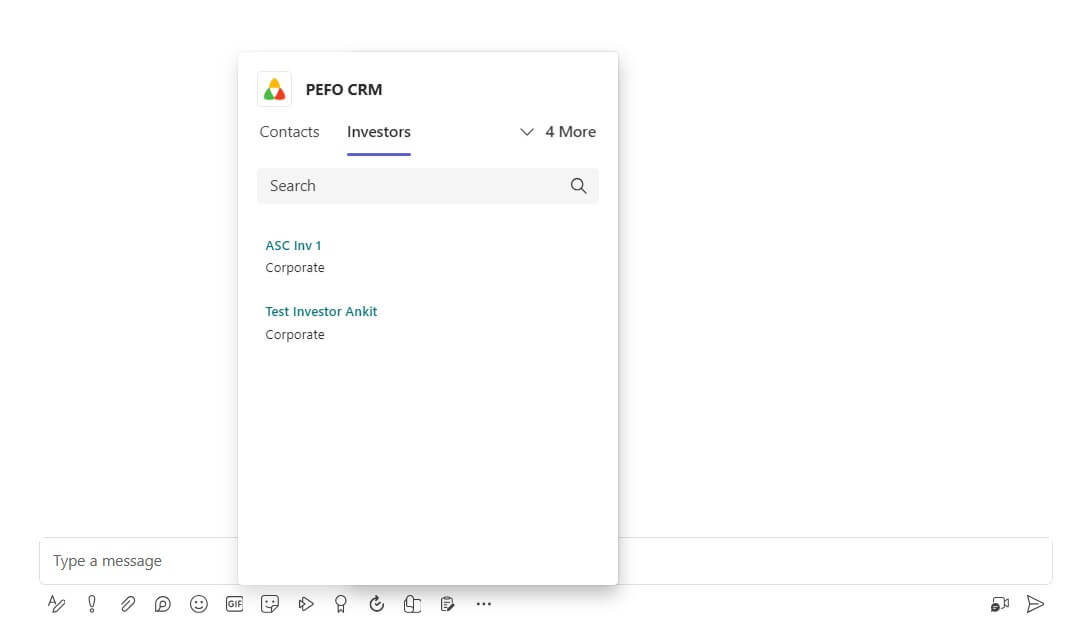 PEFO CRM
Contacts Investors 4 More
Search
ASC Inv 1
Corporate
Test Investor Ankit
Corporate
Type a message
GIF